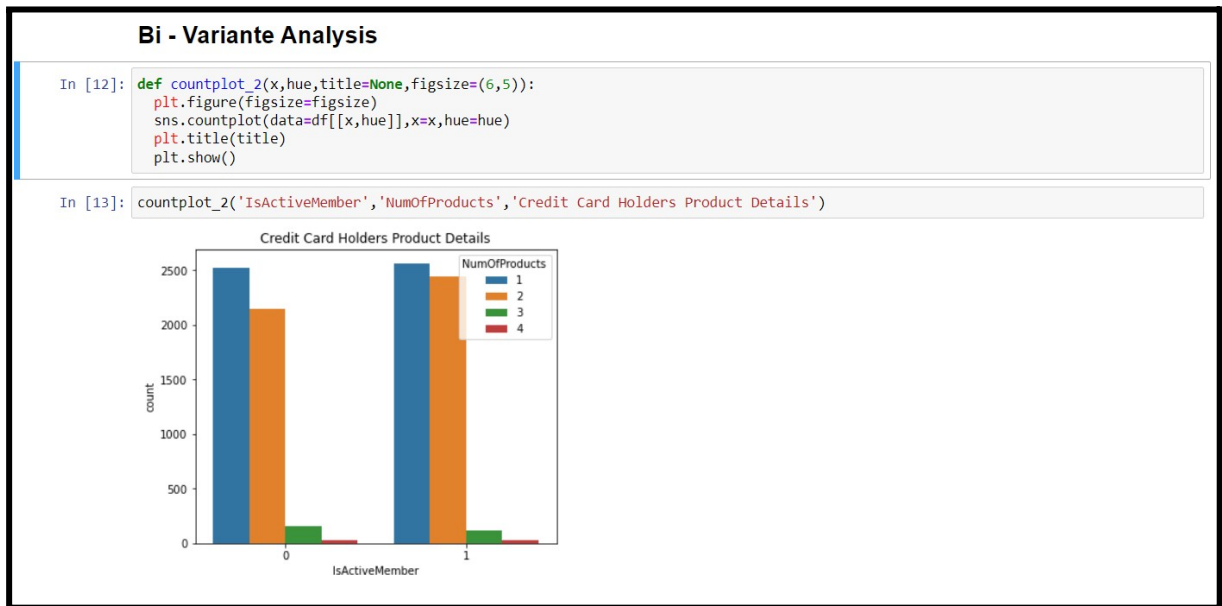 Bi - Variante Analysis
In [12]: def countplot_2(x,hue,title=None,figsize=(6,5)):
plt.figure(figsize=figsize)
sns.countplot(data=df[[x,hue]],x=x,hue=hue)
plt.title(title)
plt.show()
In [13]: countplot_2('IsActiveMember','NumOfProducts','Credit Card Holders Product Details')
Credit Card Holders Product Details
NumOfProducts
1
2
3
4
2500
2000
1500
1000
500
0
count
0 1
IsActiveMember